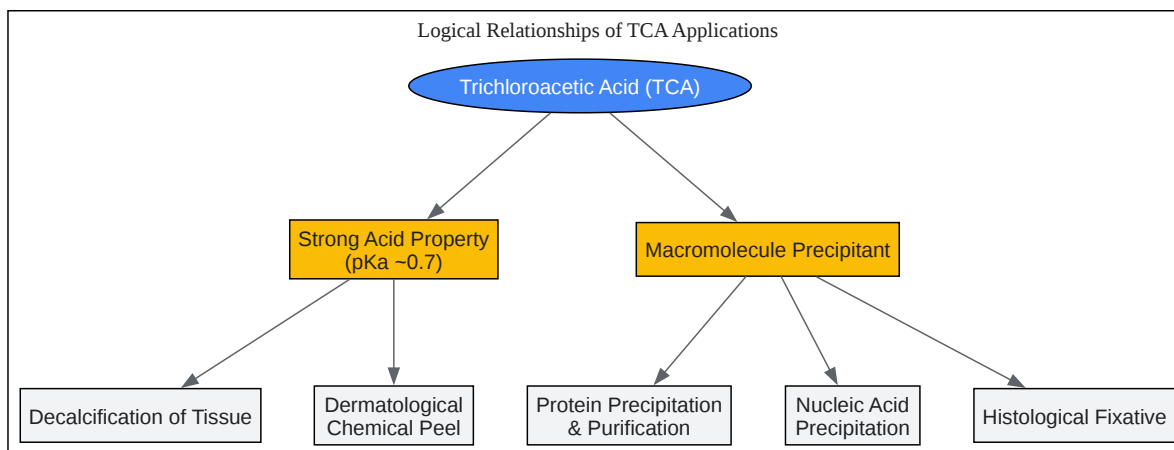 Logical Relationships of TCA Applications
Trichloroacetic Acid (TCA)
Strong Acid Property
(pKa ~0.7)
Macromolecule Precipitant
Decalcification of Tissue
Dermatological
Chemical Peel
Protein Precipitation
& Purification
Nucleic Acid
Precipitation
Histological Fixative